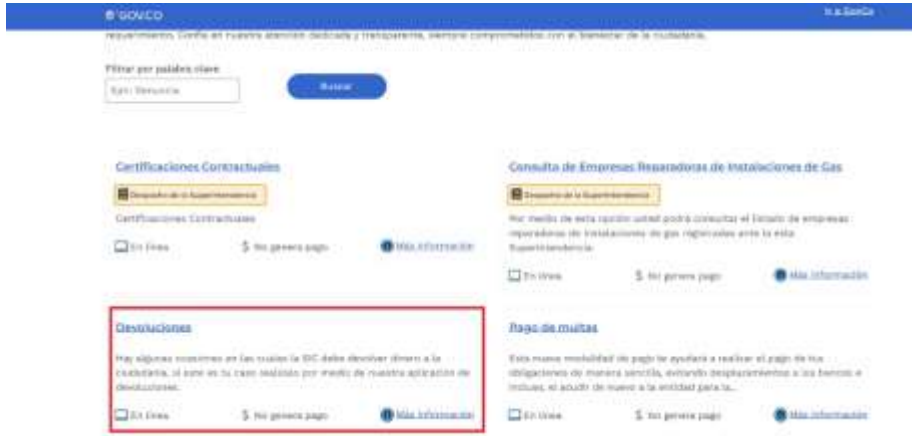 GOV.CO
Ir a GovCo
requerimiento. Confía en nuestra atención dedicada y transparente, siempre comprometidos con el bienestar de la ciudadanía.
Filtrar por palabra clave
Ejm: Denuncia
Buscar
Certificaciones Contractuales
Despacho de la Superintendencia
Certificaciones Contractuales
En línea
$ No genera pago
Más información
Consulta de Empresas Reparadoras de Instalaciones de Gas
Despacho de la Superintendencia
Por medio de esta opción usted podrá consultar el listado de empresas
reparadoras de instalaciones de gas registradas ante la esta
Superintendencia
En línea
$ No genera pago
Más información
Devoluciones
Hay algunas ocasiones en las cuales la SIC debe devolver dinero a la
ciudadanía, si este es tu caso realízalo por medio de nuestra aplicación de
devoluciones.
En línea
$ No genera pago
Más información
Pago de multas
Esta nueva modalidad de pago te ayudará a realizar el pago de tus
obligaciones de manera sencilla, evitando desplazamientos a los bancos e
incluso, el acudir de nuevo a la entidad para la...
En línea
$ No genera pago
Más información